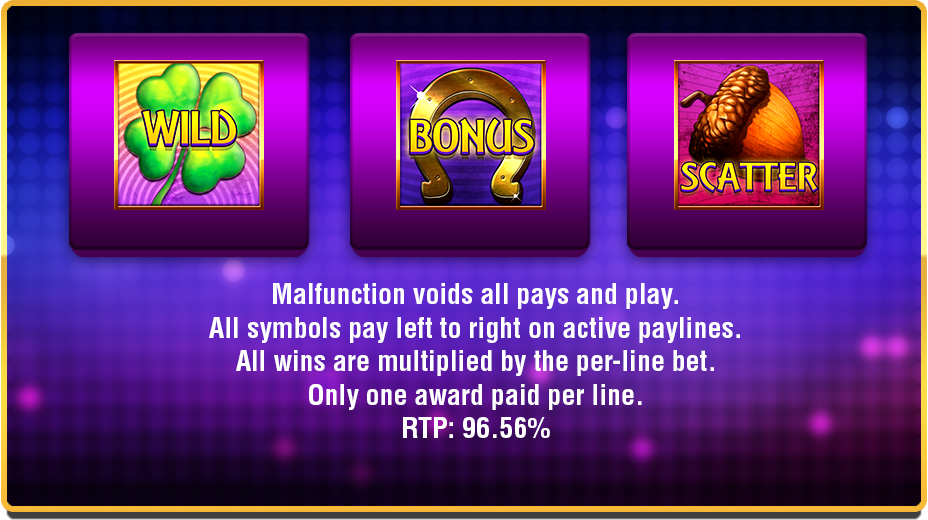 WILD
BONUS
SCATTER
Malfunction voids all pays and play.
All symbols pay left to right on active paylines.
All wins are multiplied by the per-line bet.
Only one award paid per line.
RTP: 96.56%